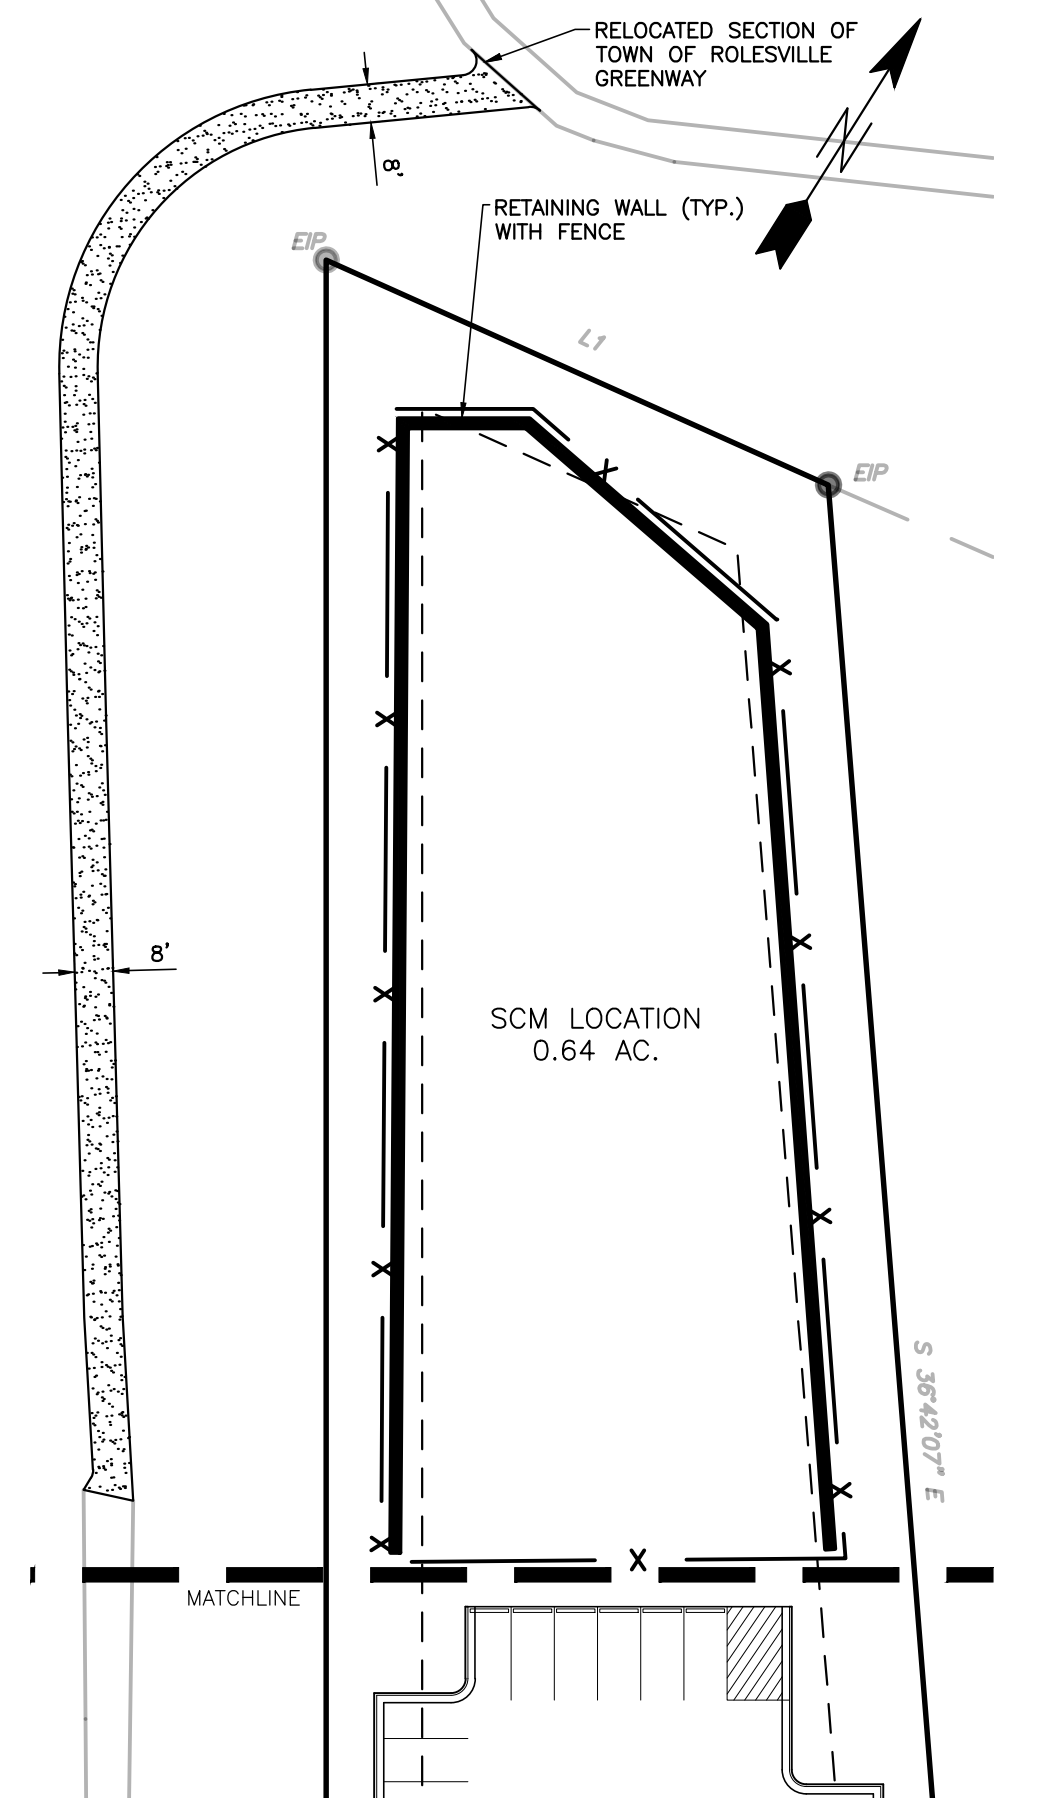 RELOCATED SECTION OF
TOWN OF ROLESVILLE
GREENWAY
8'
RETAINING WALL (TYP.)
WITH FENCE
EIP
L1
EIP
8'
SCM LOCATION
0.64 AC.
S 36°42'07" E
MATCHLINE